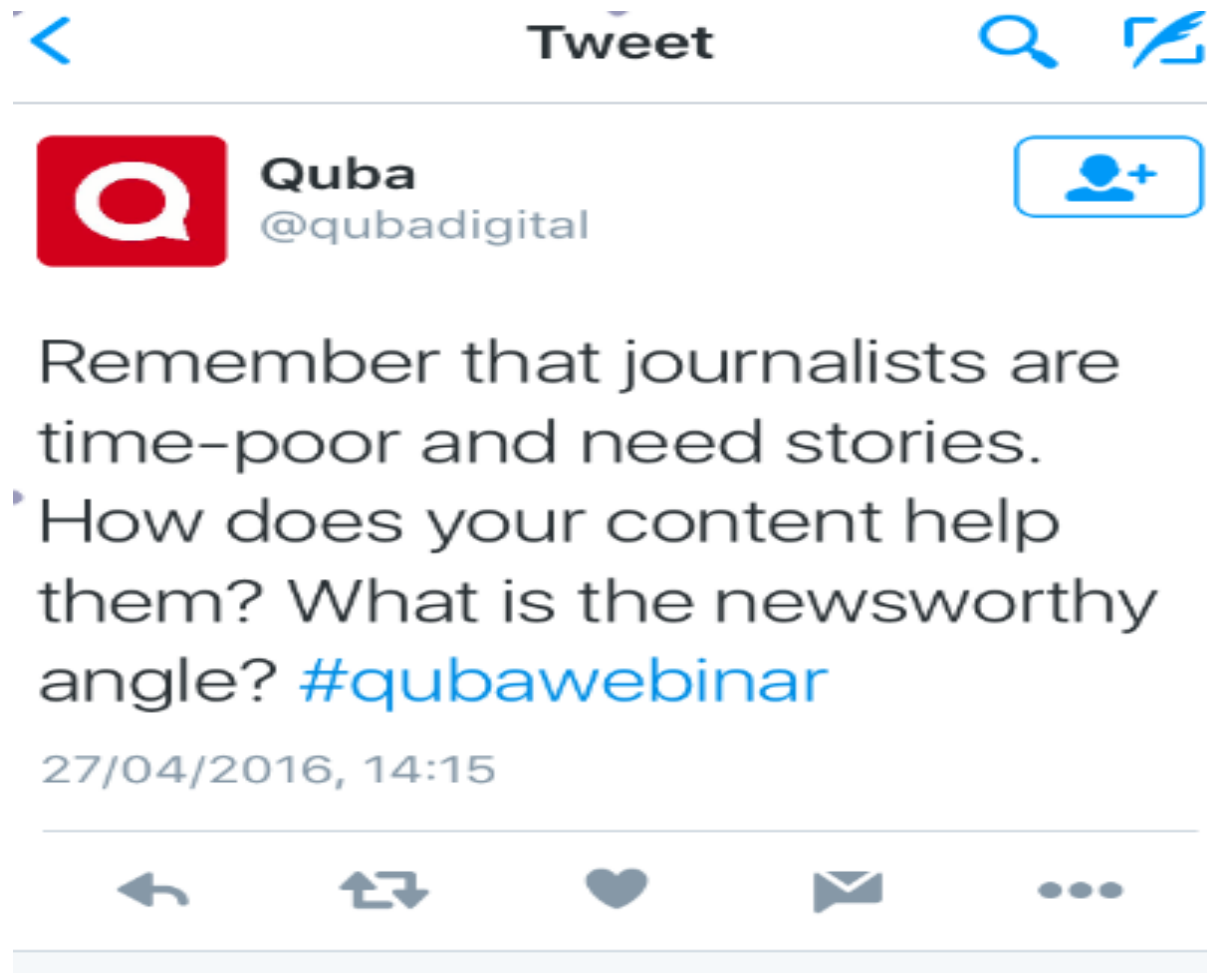 Tweet
Quba
@qubadigital
Remember that journalists are
time-poor and need stories.
How does your content help
them? What is the newsworthy
angle? #qubawebinar
27/04/2016, 14:15